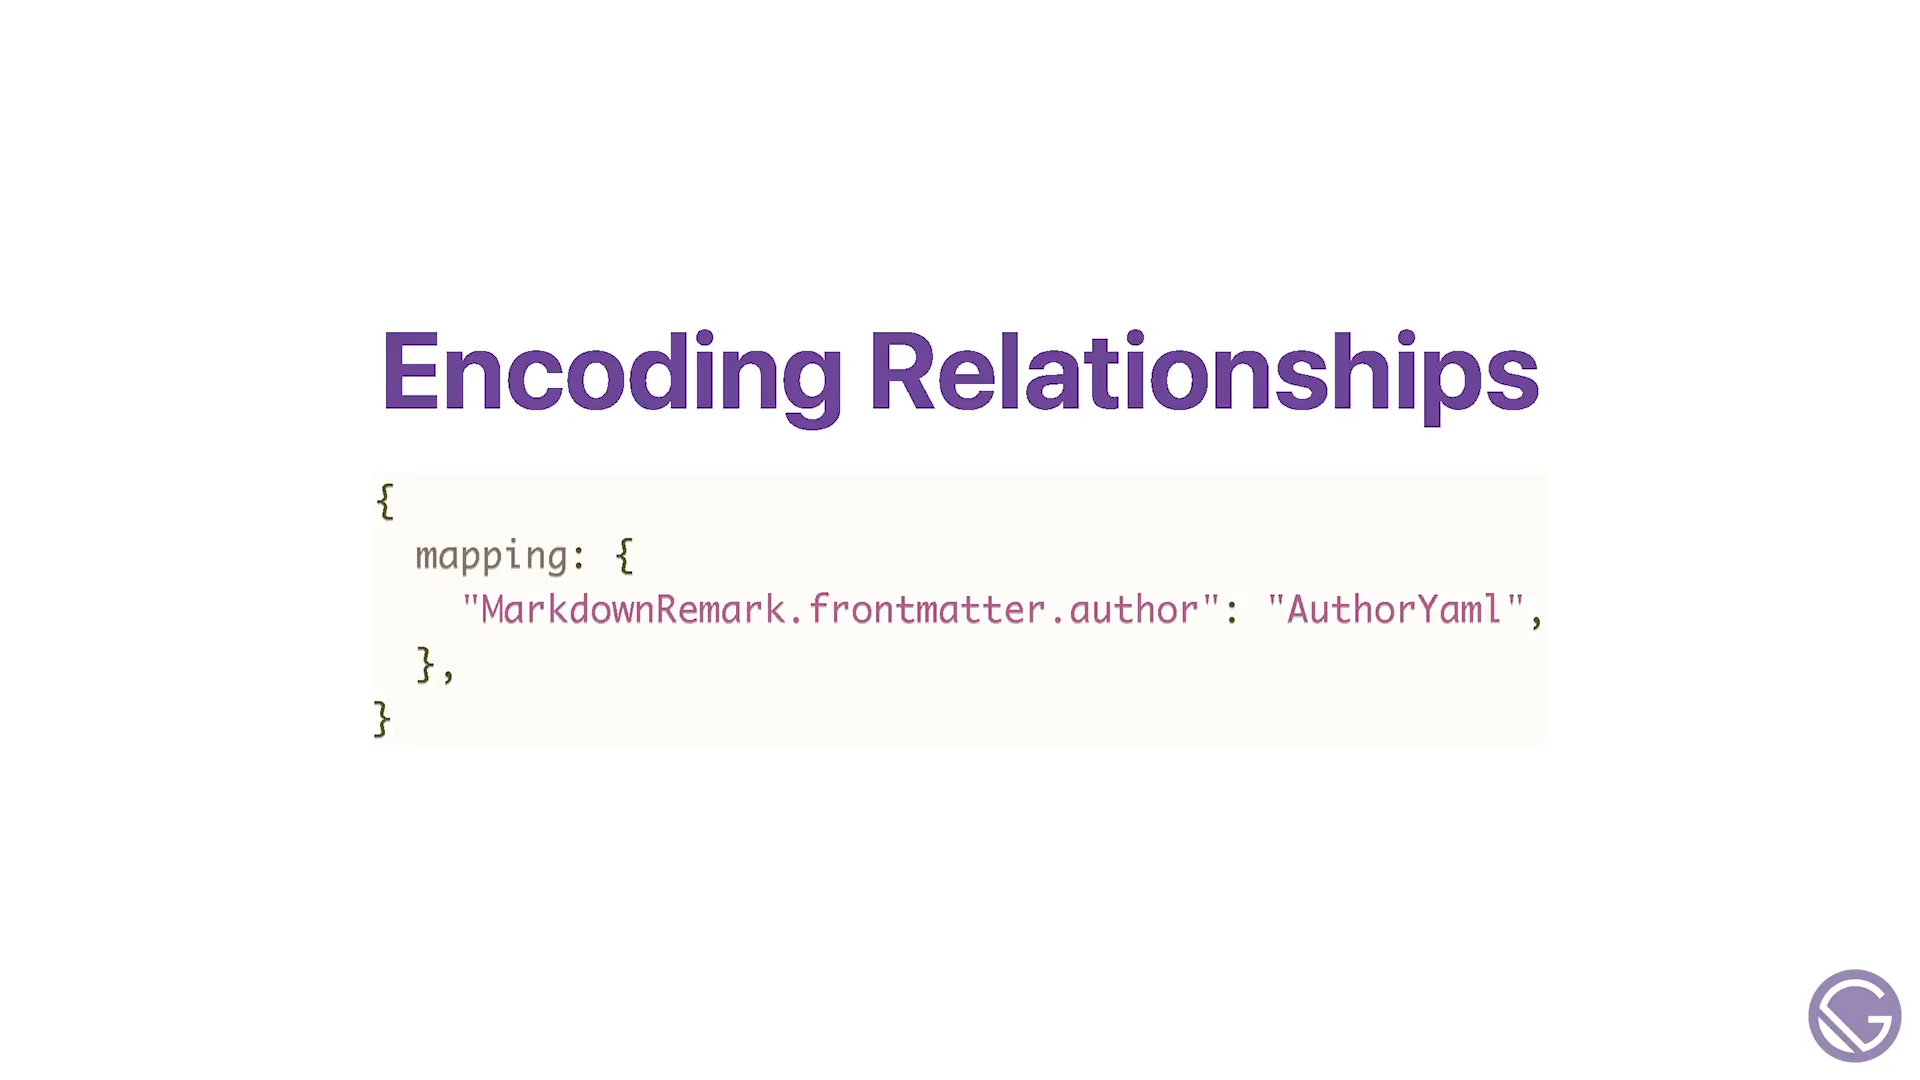 Encoding Relationships
{
  mapping: {
    "MarkdownRemark.frontmatter.author": "AuthorYaml",
  },
}